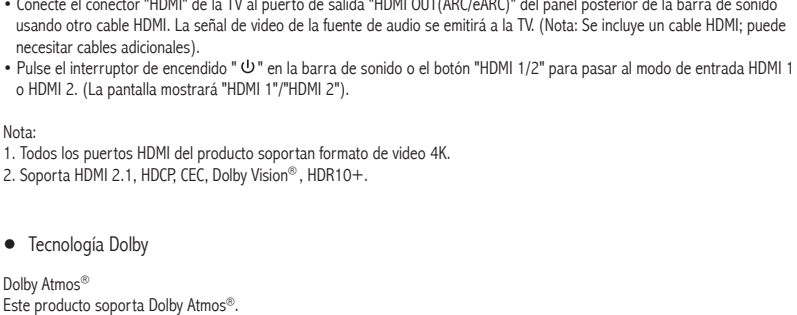 • Conecte el conector "HDMI" de la TV al puerto de salida "HDMI OUT(ARC/eARC)" del panel posterior de la barra de sonido
usando otro cable HDMI. La señal de video de la fuente de audio se emitirá a la TV. (Nota: Se incluye un cable HDMI; puede
necesitar cables adicionales).
• Pulse el interruptor de encendido "⏻" en la barra de sonido o el botón "HDMI 1/2" para pasar al modo de entrada HDMI 1
o HDMI 2. (La pantalla mostrará "HDMI 1"/"HDMI 2").
Nota:
1. Todos los puertos HDMI del producto soportan formato de video 4K.
2. Soporta HDMI 2.1, HDCP, CEC, Dolby Vision®, HDR10+.
● Tecnología Dolby
Dolby Atmos®
Este producto soporta Dolby Atmos®.